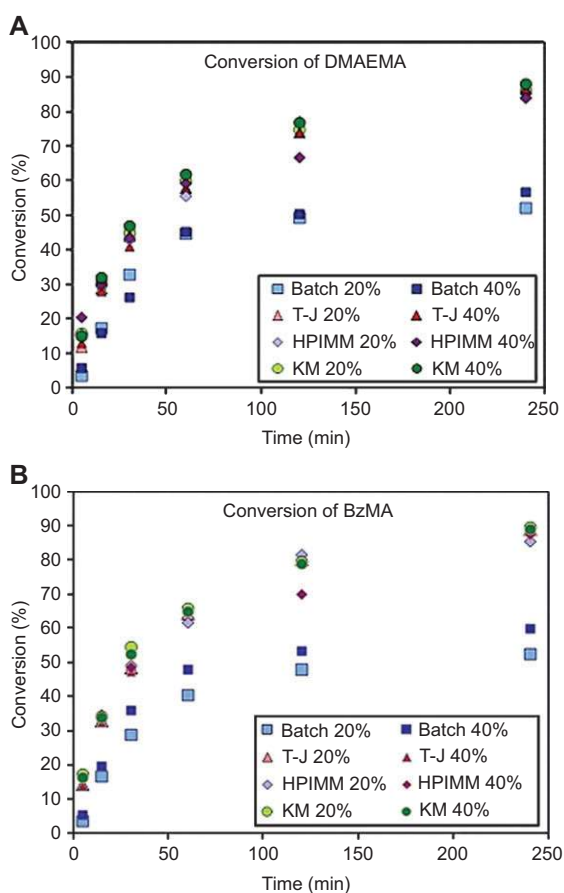 A
Conversion of DMAEMA
100
90
80
70
60
50
40
30
20
10
0
Conversion (%)
Batch 20% Batch 40%
T-J 20% T-J 40%
HPIMM 20% HPIMM 40%
KM 20% KM 40%
0 50 100 150 200 250
Time (min)
B
Conversion of BzMA
100
90
80
70
60
50
40
30
20
10
0
Conversion (%)
Batch 20% Batch 40%
T-J 20% T-J 40%
HPIMM 20% HPIMM 40%
KM 20% KM 40%
0 50 100 150 200 250
Time (min)